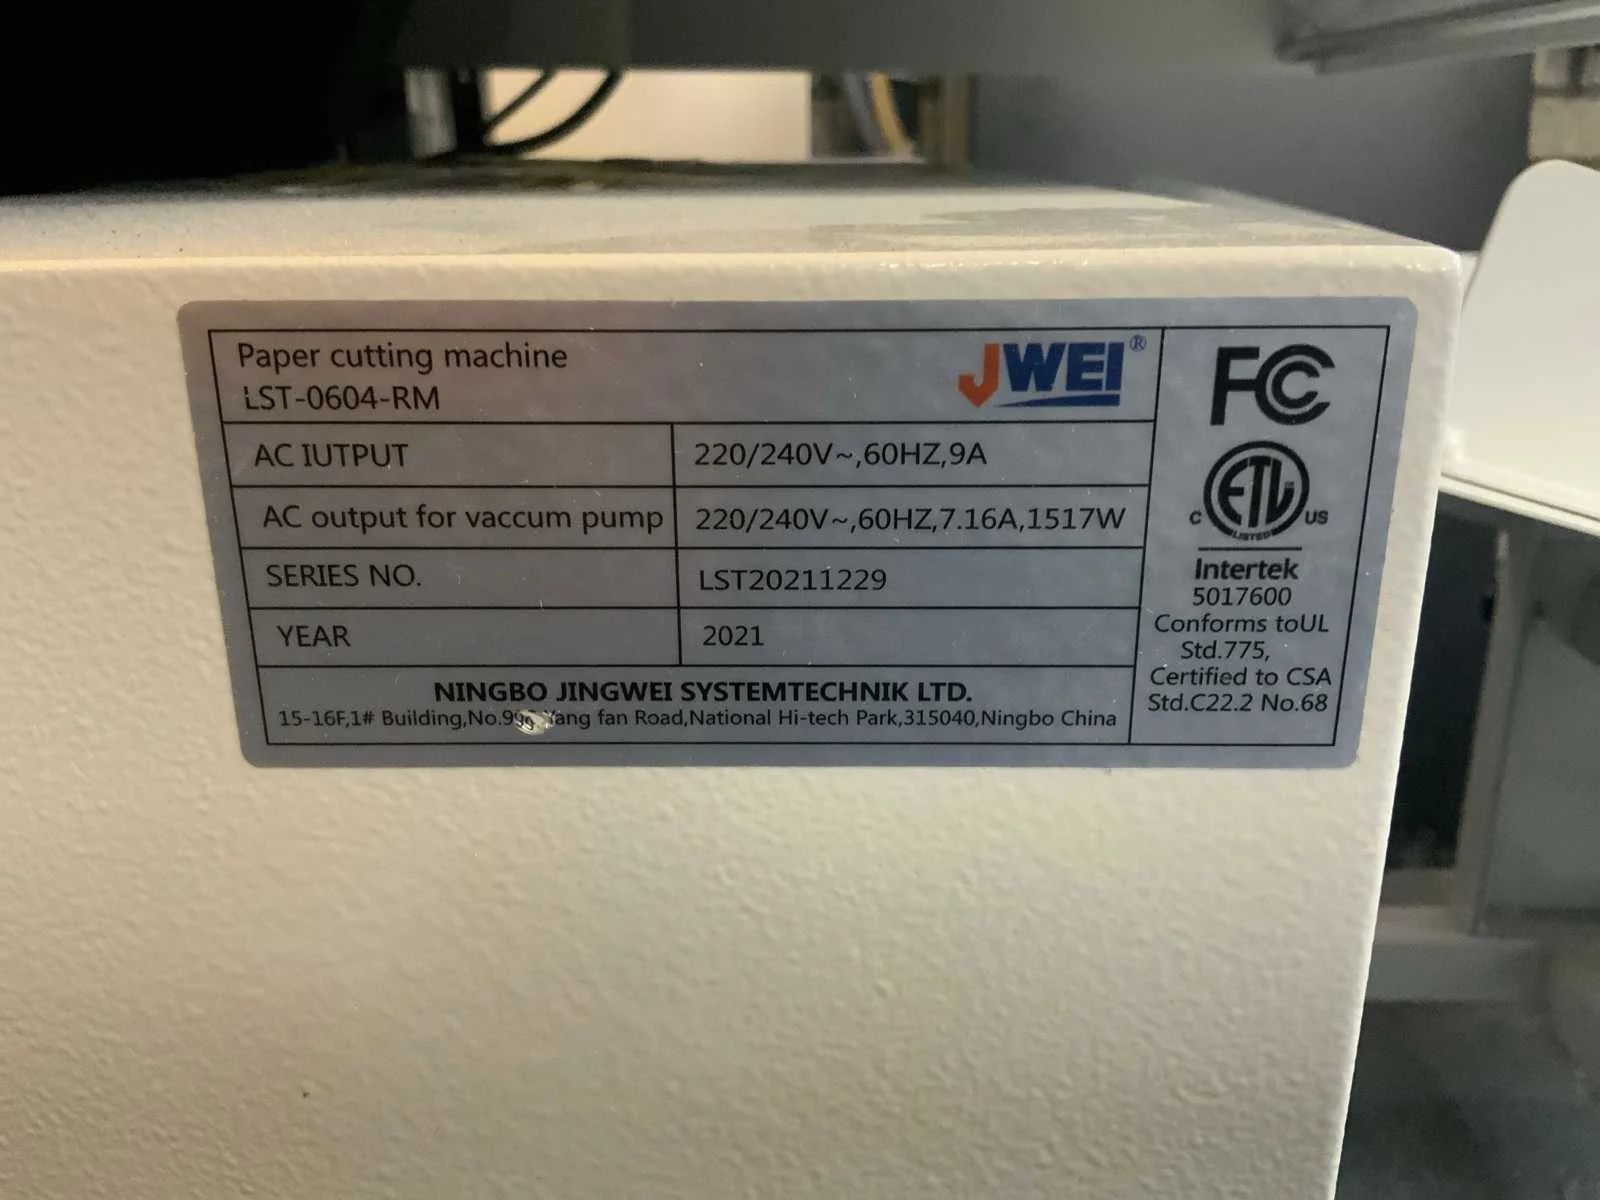 Paper cutting machine
LST-0604-RM
JWEI®
AC IUTPUT 220/240V~,60HZ,9A
AC output for vaccum pump 220/240V~,60HZ,7.16A,1517W
SERIES NO. LST20211229
YEAR 2021
NINGBO JINGWEI SYSTEMTECHNIK LTD.
15-16F,1# Building, fan Road,National Hi-tech Park,315040,Ningbo China
FC
ETL
C US
LISTED
Intertek
5017600
Conforms toUL
Std.775,
Certified to CSA
Std.C22.2 No.68